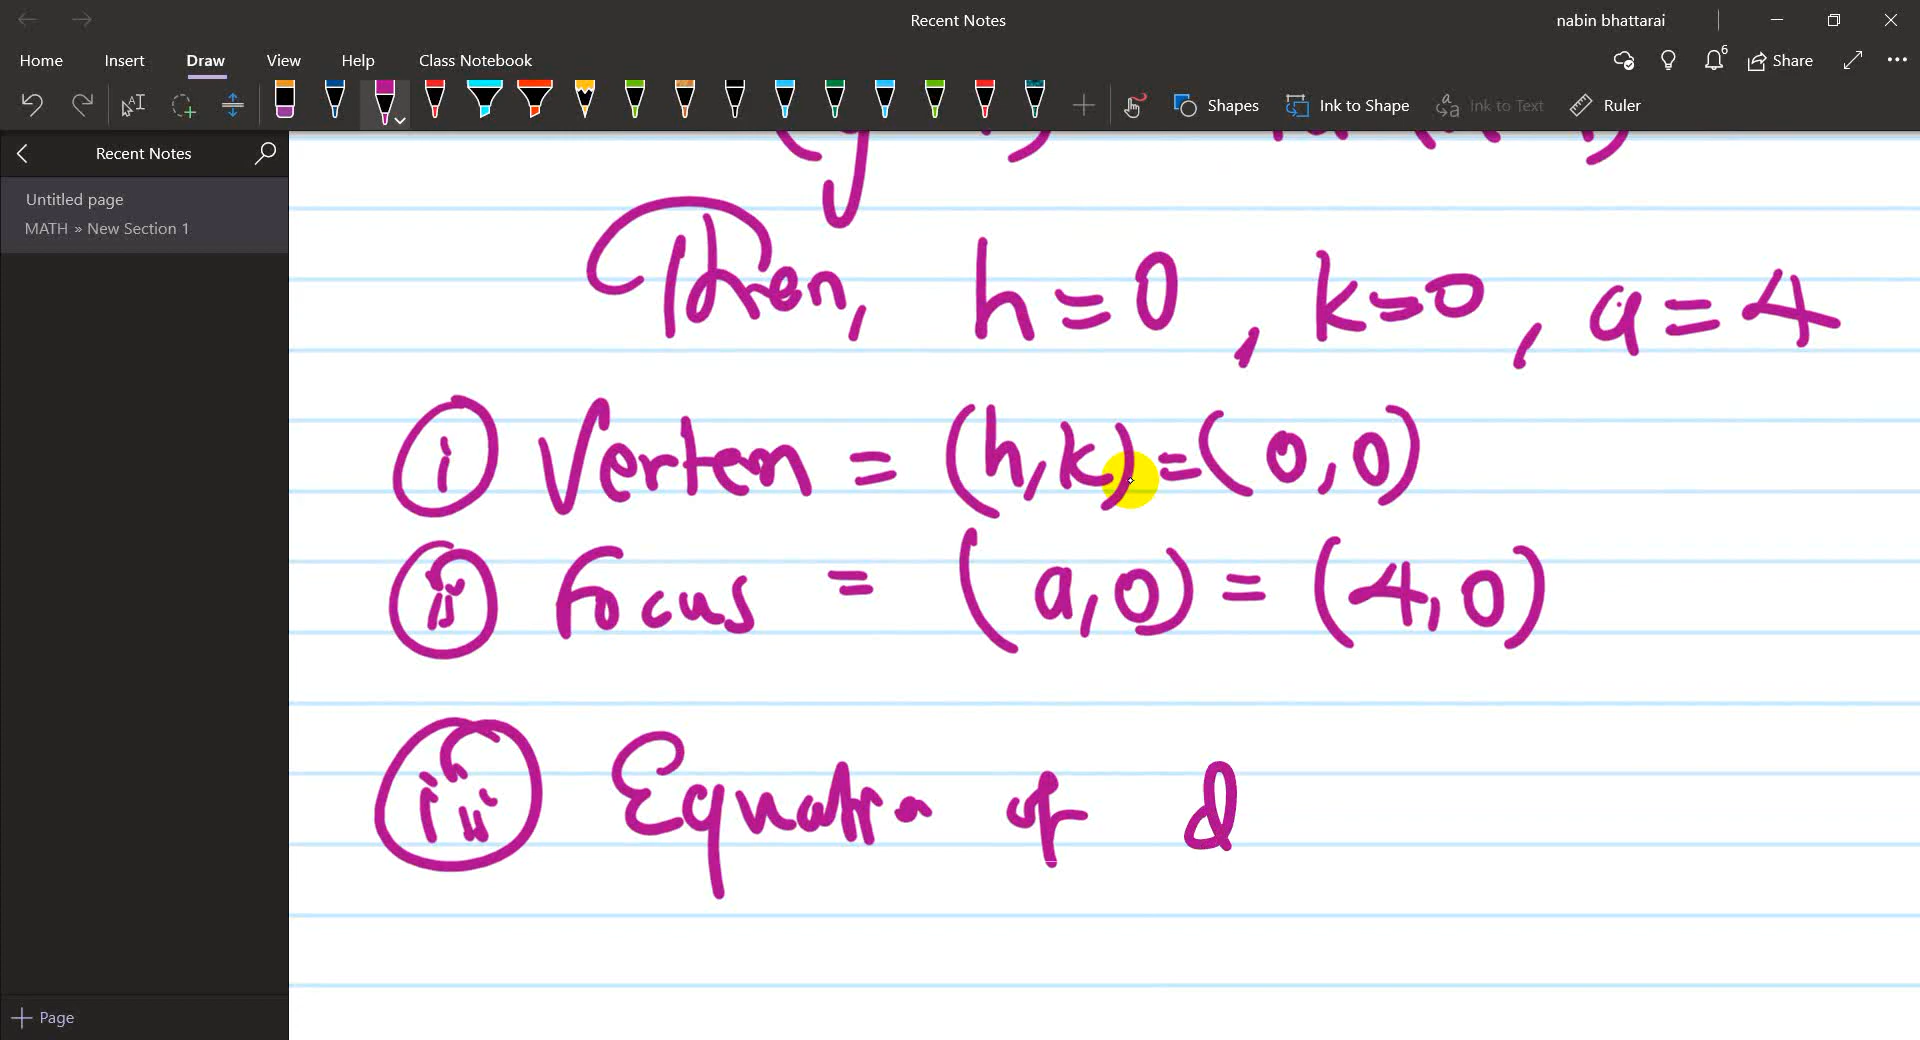 Recent Notes
nabin bhattarai
Home Insert Draw View Help Class Notebook
6
Share
Shapes Ink to Shape Ink to Text Ruler
Recent Notes
Untitled page
MATH » New Section 1
Then, h=0, k=0, a=4
i Vertex = (h,k)=(0,0)
ii Focus = (a,0) = (4,0)
iii Equation of d
+ Page